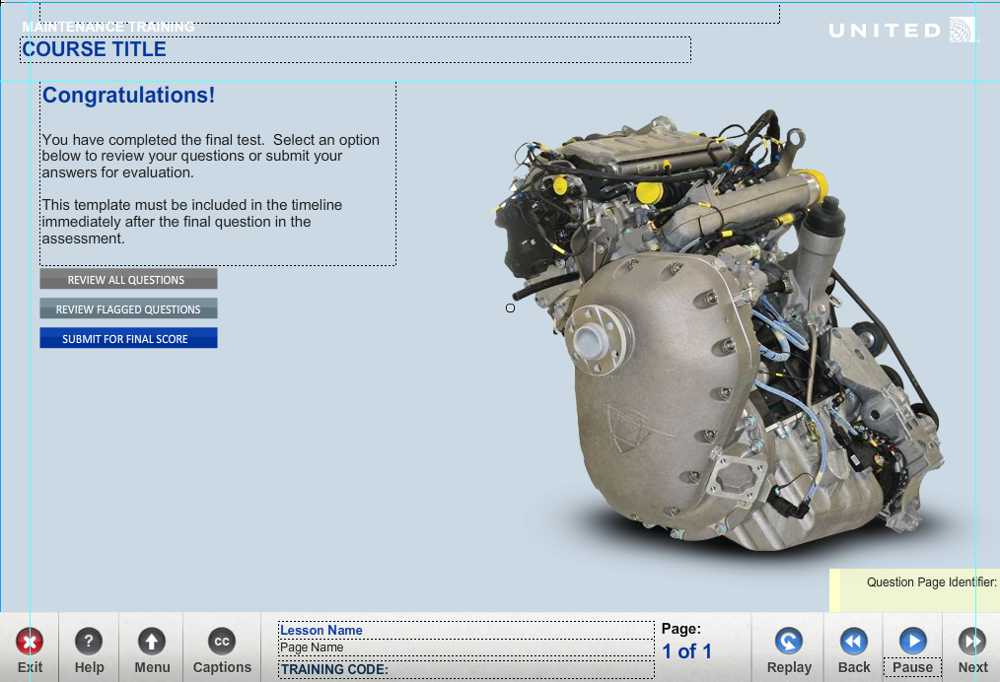 MAINTENANCE TRAINING
UNITED
COURSE TITLE
Congratulations!
You have completed the final test.  Select an option
below to review your questions or submit your
answers for evaluation.
This template must be included in the timeline
immediately after the final question in the
assessment.
REVIEW ALL QUESTIONS
REVIEW FLAGGED QUESTIONS
SUBMIT FOR FINAL SCORE
Question Page Identifier:
Lesson Name
Page Name
TRAINING CODE:
Page:
1 of 1
?
CC
Exit
Help
Menu
Captions
Replay
Back
Pause
Next